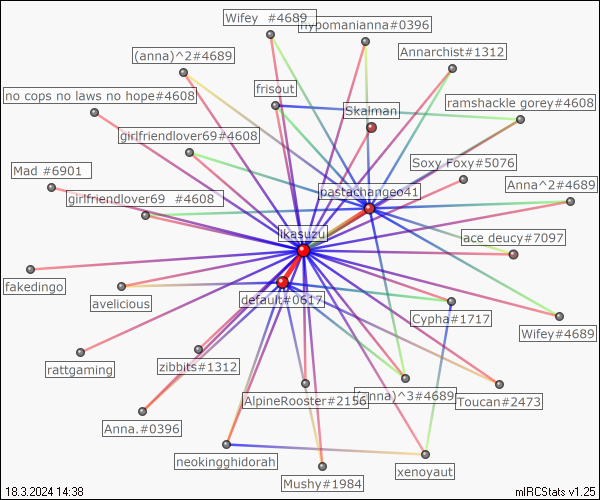 Wifey  #4689
hypomanianna#0396
(anna)^2#4689
Annarchist#1312
frisout
no cops no laws no hope#4608
ramshackle gorey#4608
Skalman
girlfriendlover69#4608
Soxy Foxy#5076
Mad #6901
pastachangeo41
Anna^2#4689
girlfriendlover69  #4608
ikasuzu
ace deucy#7097
fakedingo
avelicious
default#0617
Cypha#1717
Wifey#4689
rattgaming
zibbits#1312
AlpineRooster#2156
(anna)^3#4689
Toucan#2473
Anna.#0396
neokingghidorah
Mushy#1984
xenoyaut
18.3.2024 14:38
mIRCStats v1.25